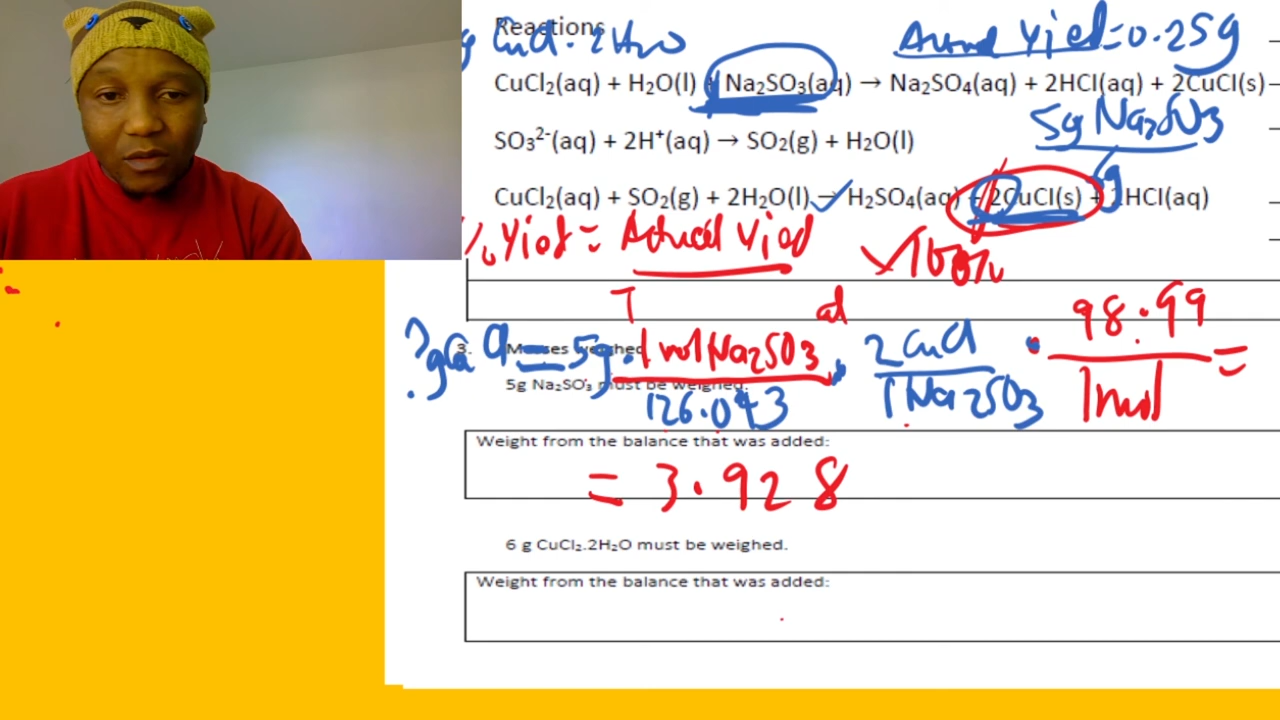 Reactions
CuCl·2H₂O
Actual Yield=0.25g
CuCl₂(aq) + H₂O(l) + Na₂SO₃(aq) → Na₂SO₄(aq) + 2HCl(aq) + 2CuCl(s)
5g Na₂SO₃
SO₃²⁻(aq) + 2H⁺(aq) → SO₂(g) + H₂O(l)
CuCl₂(aq) + SO₂(g) + 2H₂O(l) → H₂SO₄(aq) + 2CuCl(s) + 2HCl(aq)
% Yield = Actual Yield × 100%
T al
98.99
?g CuCl = 5g · 1 mol Na₂SO₃ · 2 CuCl · =
3. Masses weighed
5g Na₂SO₃ must be weighed.
126.043 1 Na₂SO₃ 1 mol
Weight from the balance that was added:
= 3.928
6 g CuCl₂.2H₂O must be weighed.
Weight from the balance that was added: